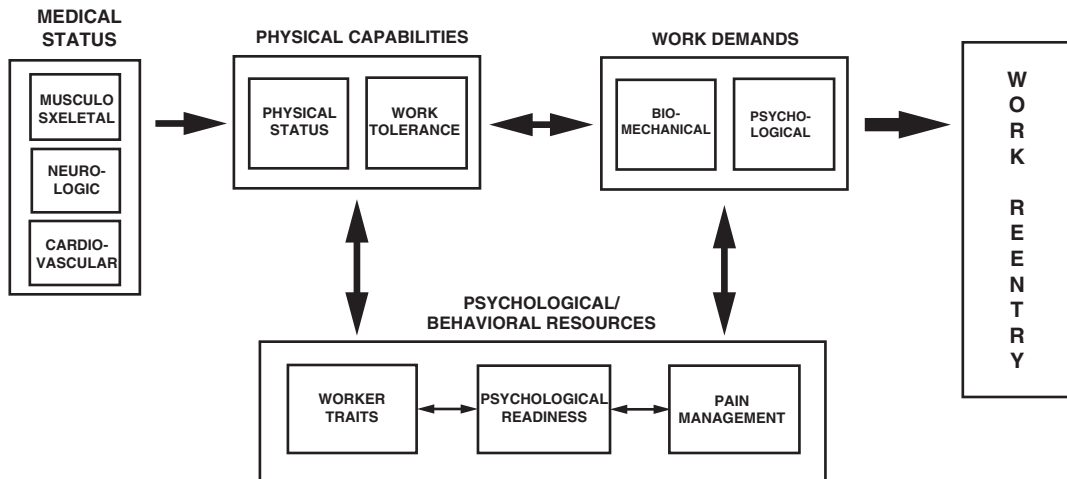 MEDICAL
STATUS
MUSCULO
SXELETAL
NEURO-
LOGIC
CARDIO-
VASCULAR
PHYSICAL CAPABILITIES
PHYSICAL
STATUS
WORK
TOLERANCE
WORK DEMANDS
BIO-
MECHANICAL
PSYCHO-
LOGICAL
PSYCHOLOGICAL/
BEHAVIORAL RESOURCES
WORKER
TRAITS
PSYCHOLOGICAL
READINESS
PAIN
MANAGEMENT
W
O
R
K
R
E
E
N
T
R
Y